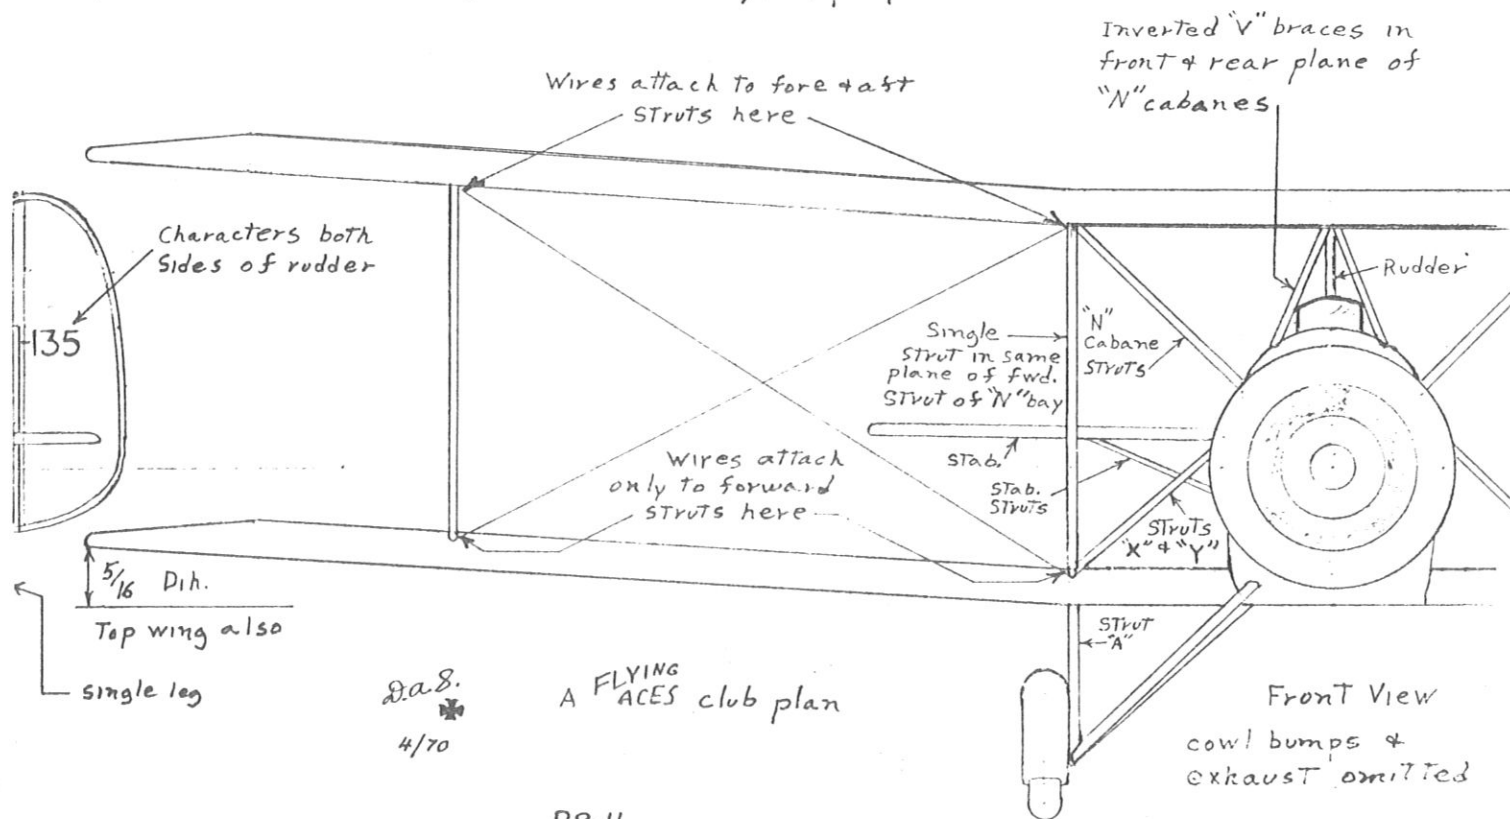 Inverted "V" braces in
front & rear plane of
"N" cabanes
Wires attach to fore & aft
struts here
Characters both
sides of rudder
-135
Rudder
"N"
Cabane
struts
Single
strut in same
plane of fwd.
strut of "N" bay
Stab.
Stab.
struts
Wires attach
only to forward
struts here
Struts
"X" & "Y"
5/16 Dih.
Top wing also
Strut
"A"
single leg
D.a.S.
4/70
A FLYING
ACES club plan
Front View
cowl bumps &
exhaust omitted